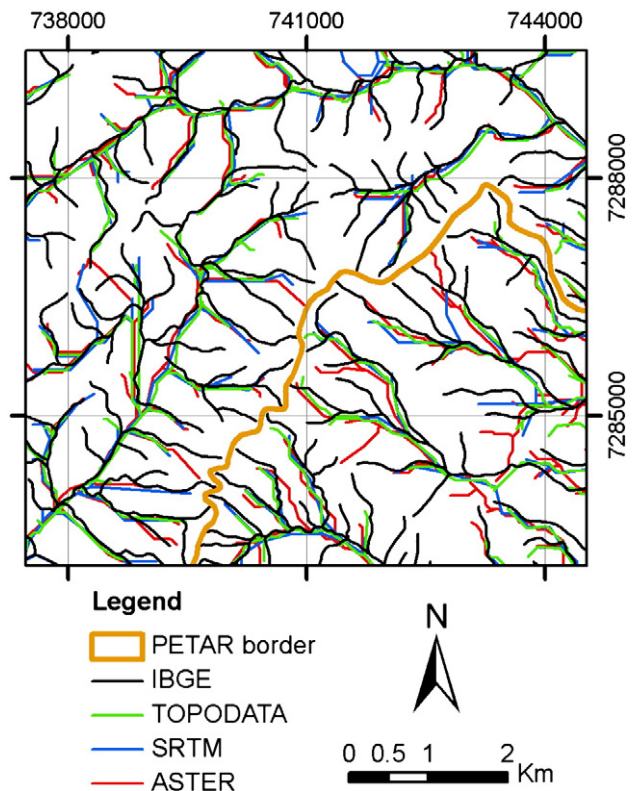 738000 741000 744000
7288000
7285000
Legend
PETAR border
IBGE
TOPODATA
SRTM
ASTER
N
0 0.5 1 2
Km